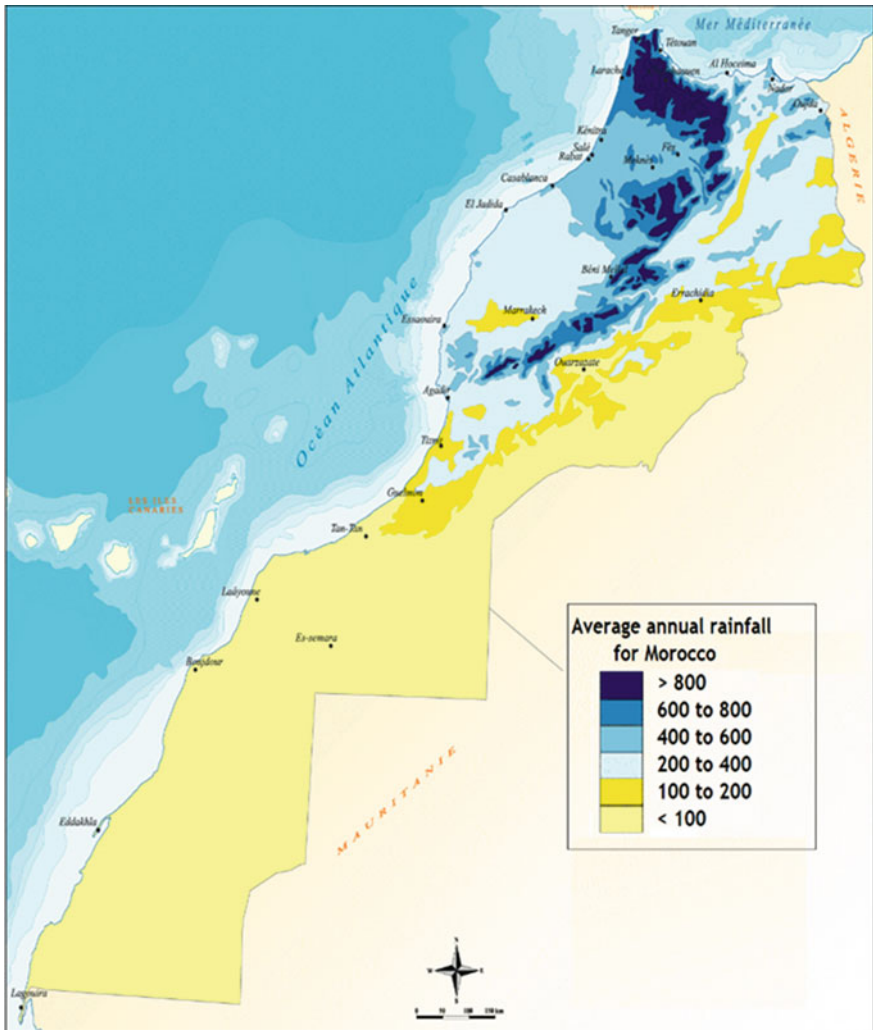 Mer Méditerranée
Tanger
Tétouan
Larache
Al Hoceima
Nador
Oujda
ALGERIE
Kénitra
Salé
Rabat
Fès
Meknès
Casablanca
El Jadida
Béni Mellal
Errachidia
Marrakech
Essaouira
Océan Atlantique
Ouarzazate
Agadir
Tiznit
Guelmim
LES ILES
CANARIES
Tan-Tan
Laâyoune
Es-semara
Boujdour
Average annual rainfall
for Morocco
> 800
600 to 800
400 to 600
200 to 400
100 to 200
< 100
MAURITANIE
Eddakhla
N
W
E
S
Lagouira